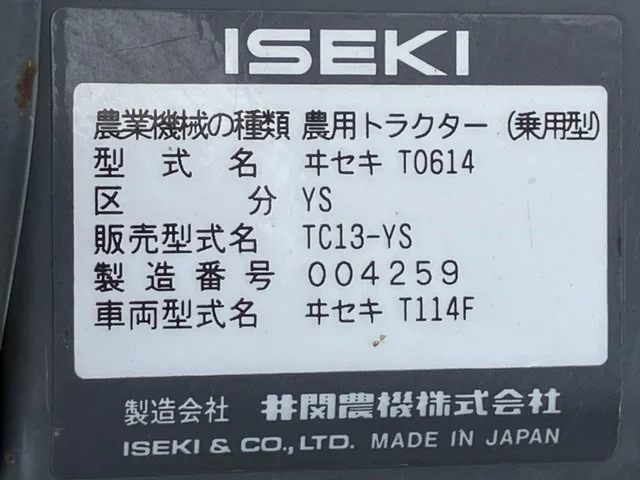 ISEKI
農業機械の種類 農用トラクター (乗用型)
型式名 ヰセキ T0614
区分 YS
販売型式名 TC13-YS
製造番号 004259
車両型式名 ヰセキ T114F
製造会社 井関農機株式会社
ISEKI & CO.,LTD. MADE IN JAPAN